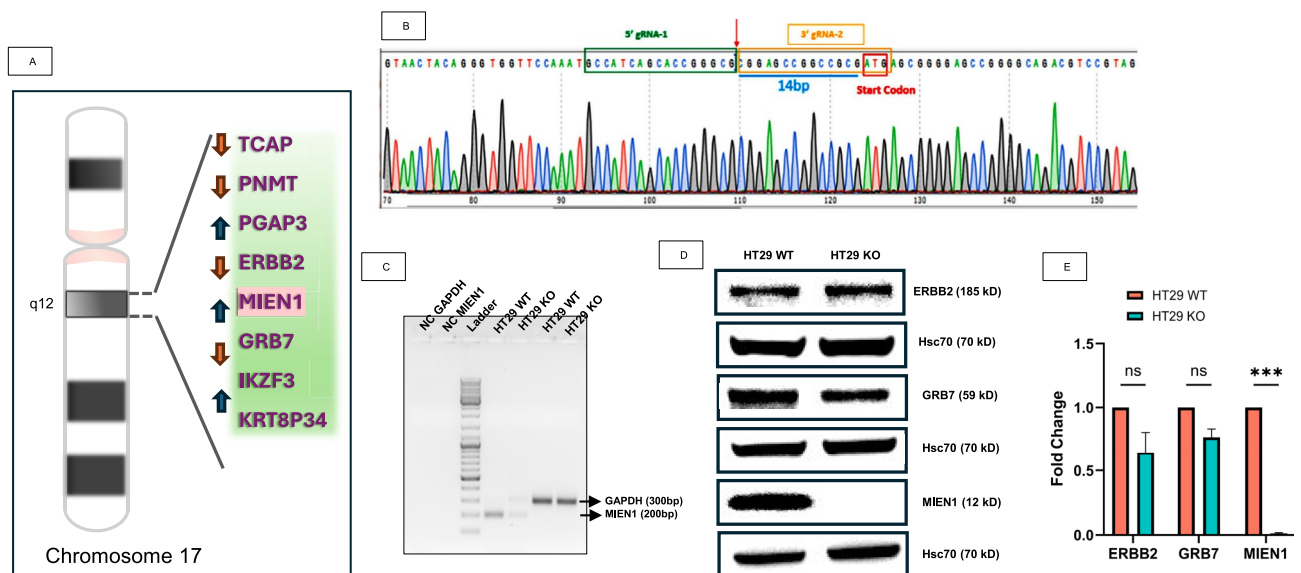 A
Chromosome 17
q12
TCAP
PNMT
PGAP3
ERBB2
MIEN1
GRB7
IKZF3
KRT8P34
B
5' gRNA-1
3' gRNA-2
GTAACTACAGGGTGGTTCCAAATGCCATCAGCACCGGGCGCGGAGCCGGCCGCGATGAGCGGGGAGCCGGGGCAGACGTCCGTAG
14bp
Start Codon
70 80 90 100 110 120 130 140 150
C
NC GAPDH
NC MIEN1
Ladder
HT29 WT
HT29 KO
HT29 WT
HT29 KO
GAPDH (300bp)
MIEN1 (200bp)
D
HT29 WT HT29 KO
ERBB2 (185 kD)
Hsc70 (70 kD)
GRB7 (59 kD)
Hsc70 (70 kD)
MIEN1 (12 kD)
Hsc70 (70 kD)
E
HT29 WT
HT29 KO
Fold Change
1.5
1.0
0.5
0.0
ns ns ***
ERBB2 GRB7 MIEN1